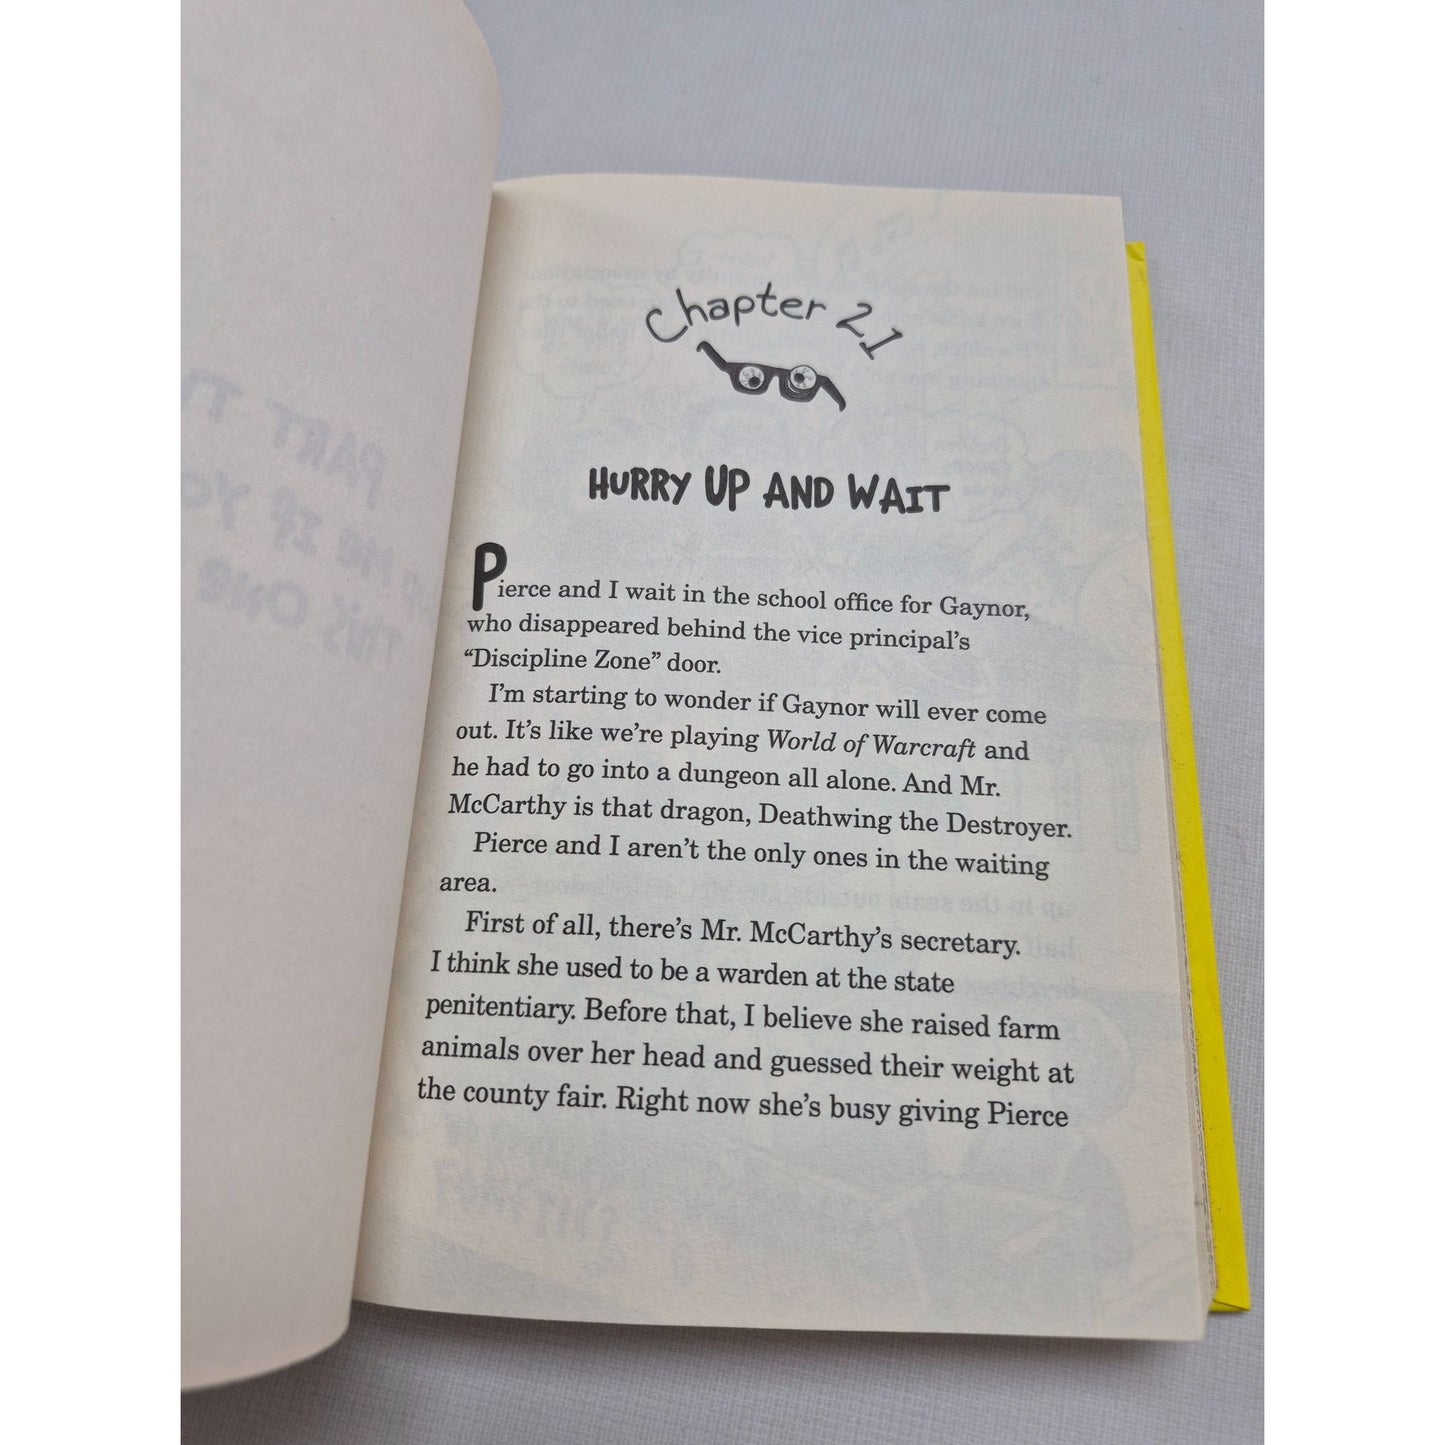 PART
THIS ONE
Chapter 21
HURRY UP AND WAIT
Pierce and I wait in the school office for Gaynor,
who disappeared behind the vice principal's
“Discipline Zone” door.
I'm starting to wonder if Gaynor will ever come
out. It's like we're playing World of Warcraft and
he had to go into a dungeon all alone. And Mr.
McCarthy is that dragon, Deathwing the Destroyer.
Pierce and I aren't the only ones in the waiting
area.
First of all, there's Mr. McCarthy's secretary.
I think she used to be a warden at the state
penitentiary. Before that, I believe she raised farm
animals over her head and guessed their weight at
the county fair. Right now she's busy giving Pierce